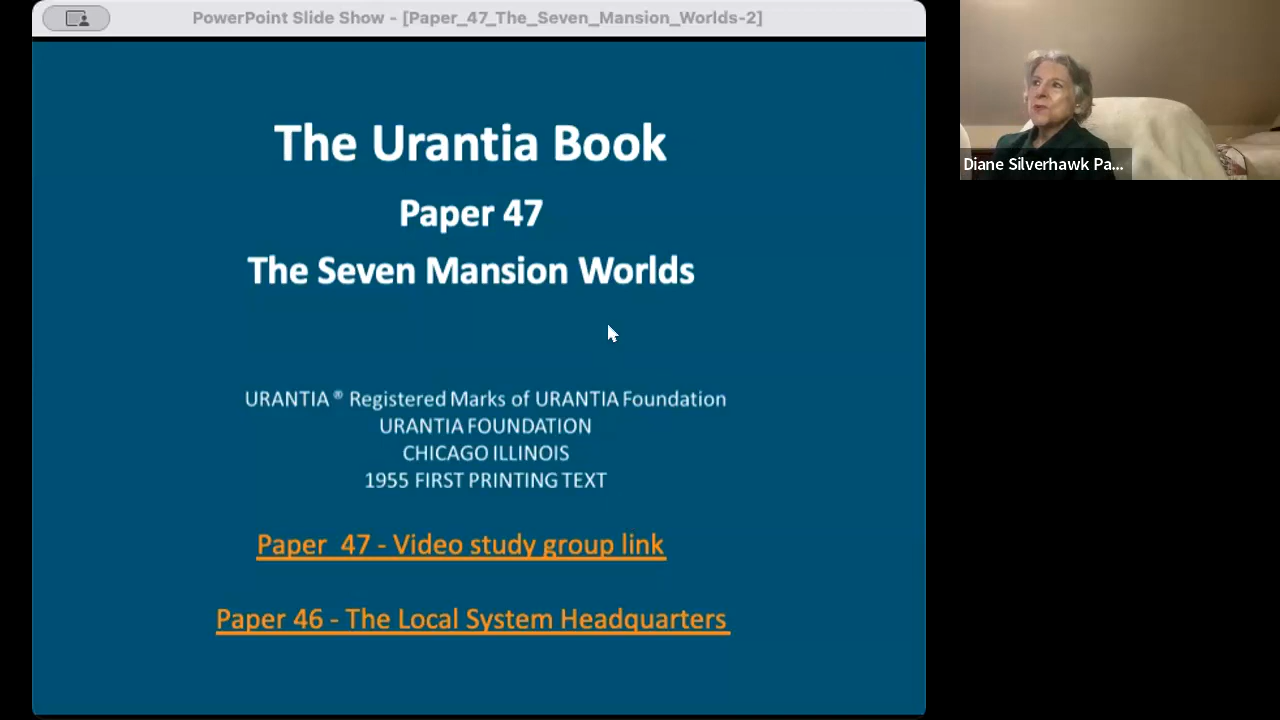 PowerPoint Slide Show - [Paper_47_The_Seven_Mansion_Worlds-2]
The Urantia Book
Paper 47
The Seven Mansion Worlds
URANTIA ® Registered Marks of URANTIA Foundation
URANTIA FOUNDATION
CHICAGO ILLINOIS
1955 FIRST PRINTING TEXT
Paper 47 - Video study group link
Paper 46 - The Local System Headquarters
Diane Silverhawk Pa...